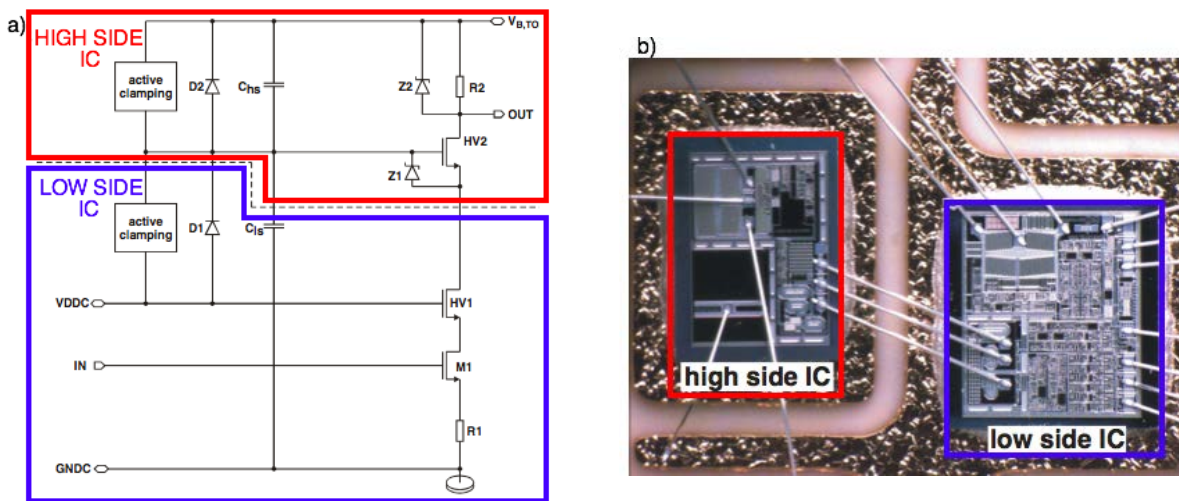 a)
HIGH SIDE
IC
V_B,TO
active
clamping
D2
C_hs
Z2
R2
OUT
HV2
Z1
LOW SIDE
IC
active
clamping
D1
C_ls
VDDC
HV1
IN
M1
R1
GNDC
b)
high side IC
low side IC